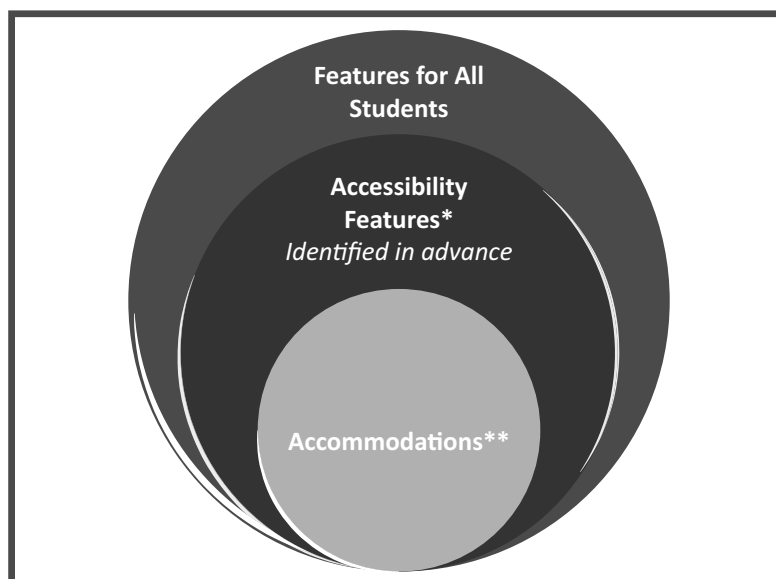 Features for All
Students
Accessibility
Features*
Identified in advance
Accommodations**